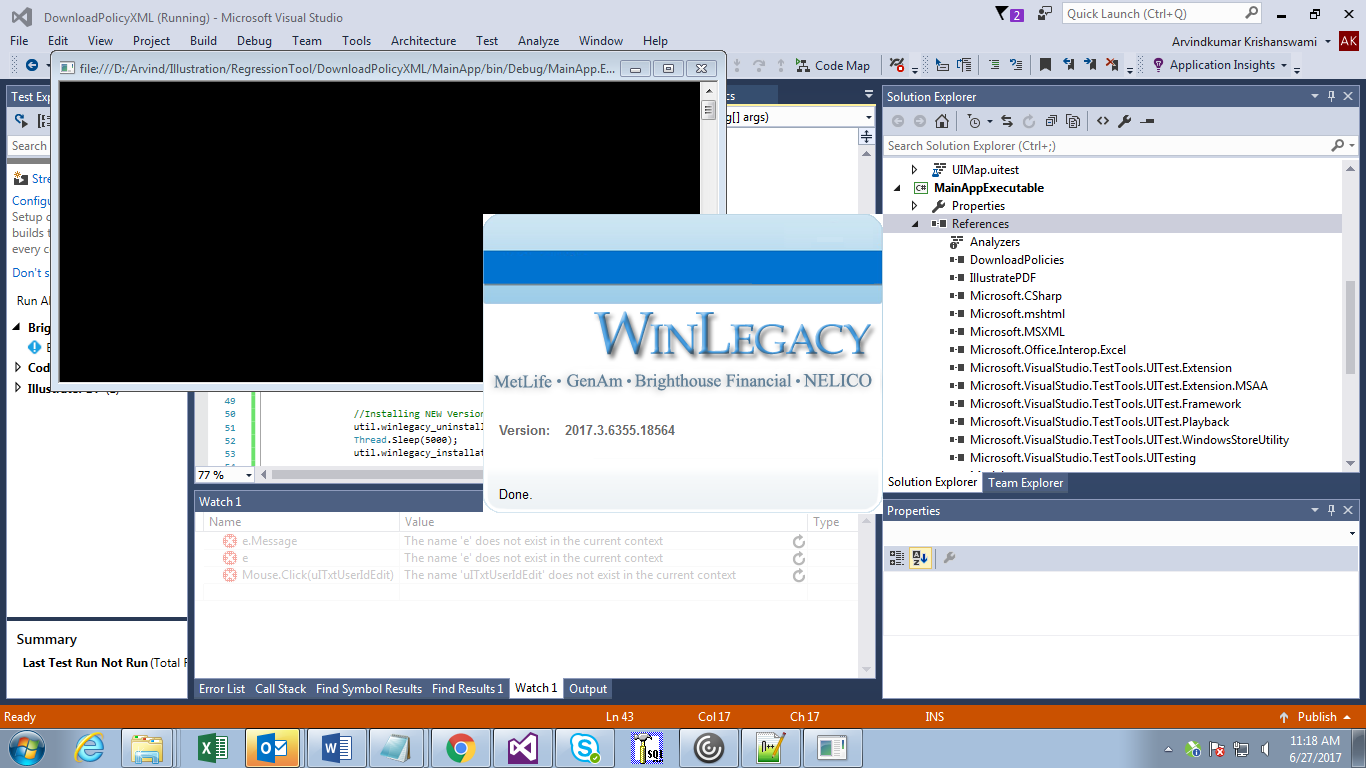 DownloadPolicyXML (Running) - Microsoft Visual Studio
2
Quick Launch (Ctrl+Q)
File Edit View Project Build Debug Team Tools Architecture Test Analyze Window Help
Arvindkumar Krishanswami
AK
file:///D:/Arvind/Illustration/RegressionTool/DownloadPolicyXML/MainApp/bin/Debug/MainApp.E...
Code Map
Application Insights
Test Exp
cs
g[] args)
Search
Stre
Configu
Setup c
builds t
every c
Don't s
Run Al
Brig
E
Cod
Solution Explorer
Search Solution Explorer (Ctrl+;)
UIMap.uitest
C# MainAppExecutable
Properties
References
Analyzers
DownloadPolicies
IllustratePDF
Microsoft.CSharp
Microsoft.mshtml
Microsoft.MSXML
Microsoft.Office.Interop.Excel
Microsoft.VisualStudio.TestTools.UITest.Extension
Microsoft.VisualStudio.TestTools.UITest.Extension.MSAA
Microsoft.VisualStudio.TestTools.UITest.Framework
Microsoft.VisualStudio.TestTools.UITest.Playback
Microsoft.VisualStudio.TestTools.UITest.WindowsStoreUtility
Microsoft.VisualStudio.TestTools.UITesting
Solution Explorer Team Explorer
Properties
WINLEGACY
MetLife • GenAm • Brighthouse Financial • NELICO
Version: 2017.3.6355.18564
Done.
49
50 //Installing NEW Version
51 util.winlegacy_uninstal
52 Thread.Sleep(5000);
53 util.winlegacy_installat
77 %
Watch 1
Name Value Type
e.Message The name 'e' does not exist in the current context
e The name 'e' does not exist in the current context
Mouse.Click(uITxtUserIdEdit) The name 'uITxtUserIdEdit' does not exist in the current context
Summary
Last Test Run Not Run (Total R
Error List Call Stack Find Symbol Results Find Results 1 Watch 1 Output
Ready Ln 43 Col 17 Ch 17 INS Publish
11:18 AM
6/27/2017